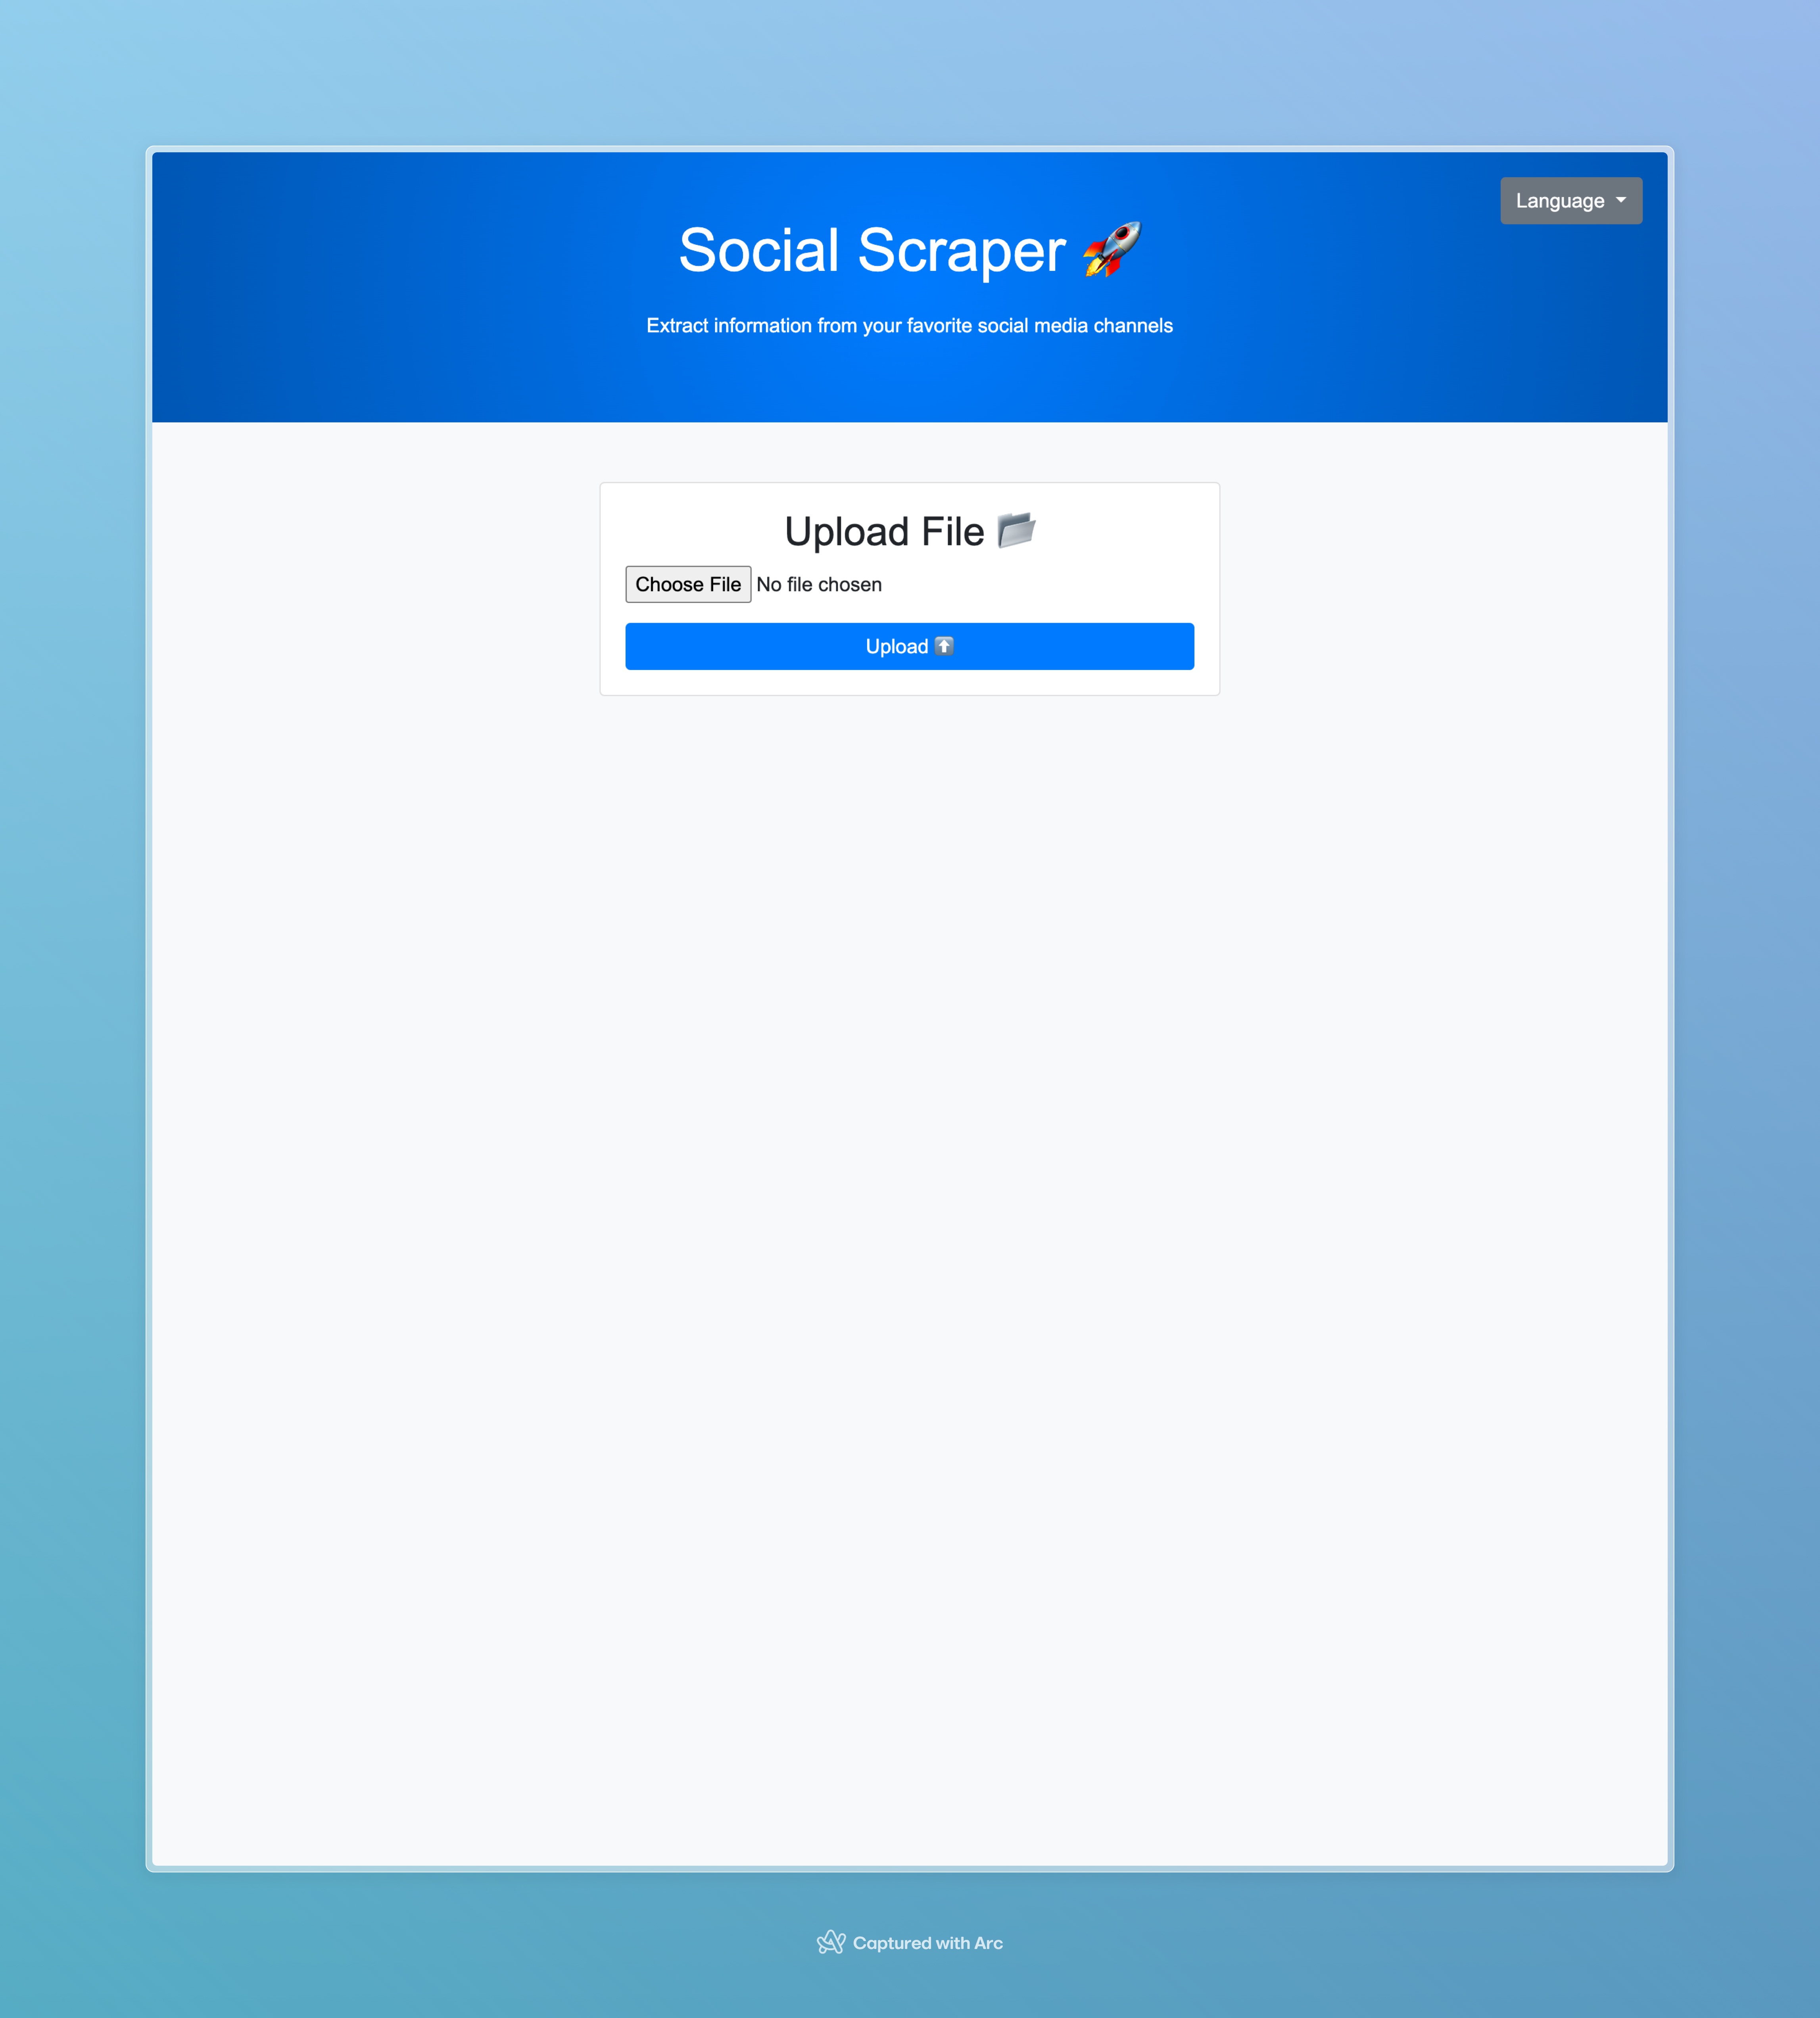 Language
Social Scraper 🚀
Extract information from your favorite social media channels
Upload File 📂
Choose File No file chosen
Upload ⬆️
Captured with Arc